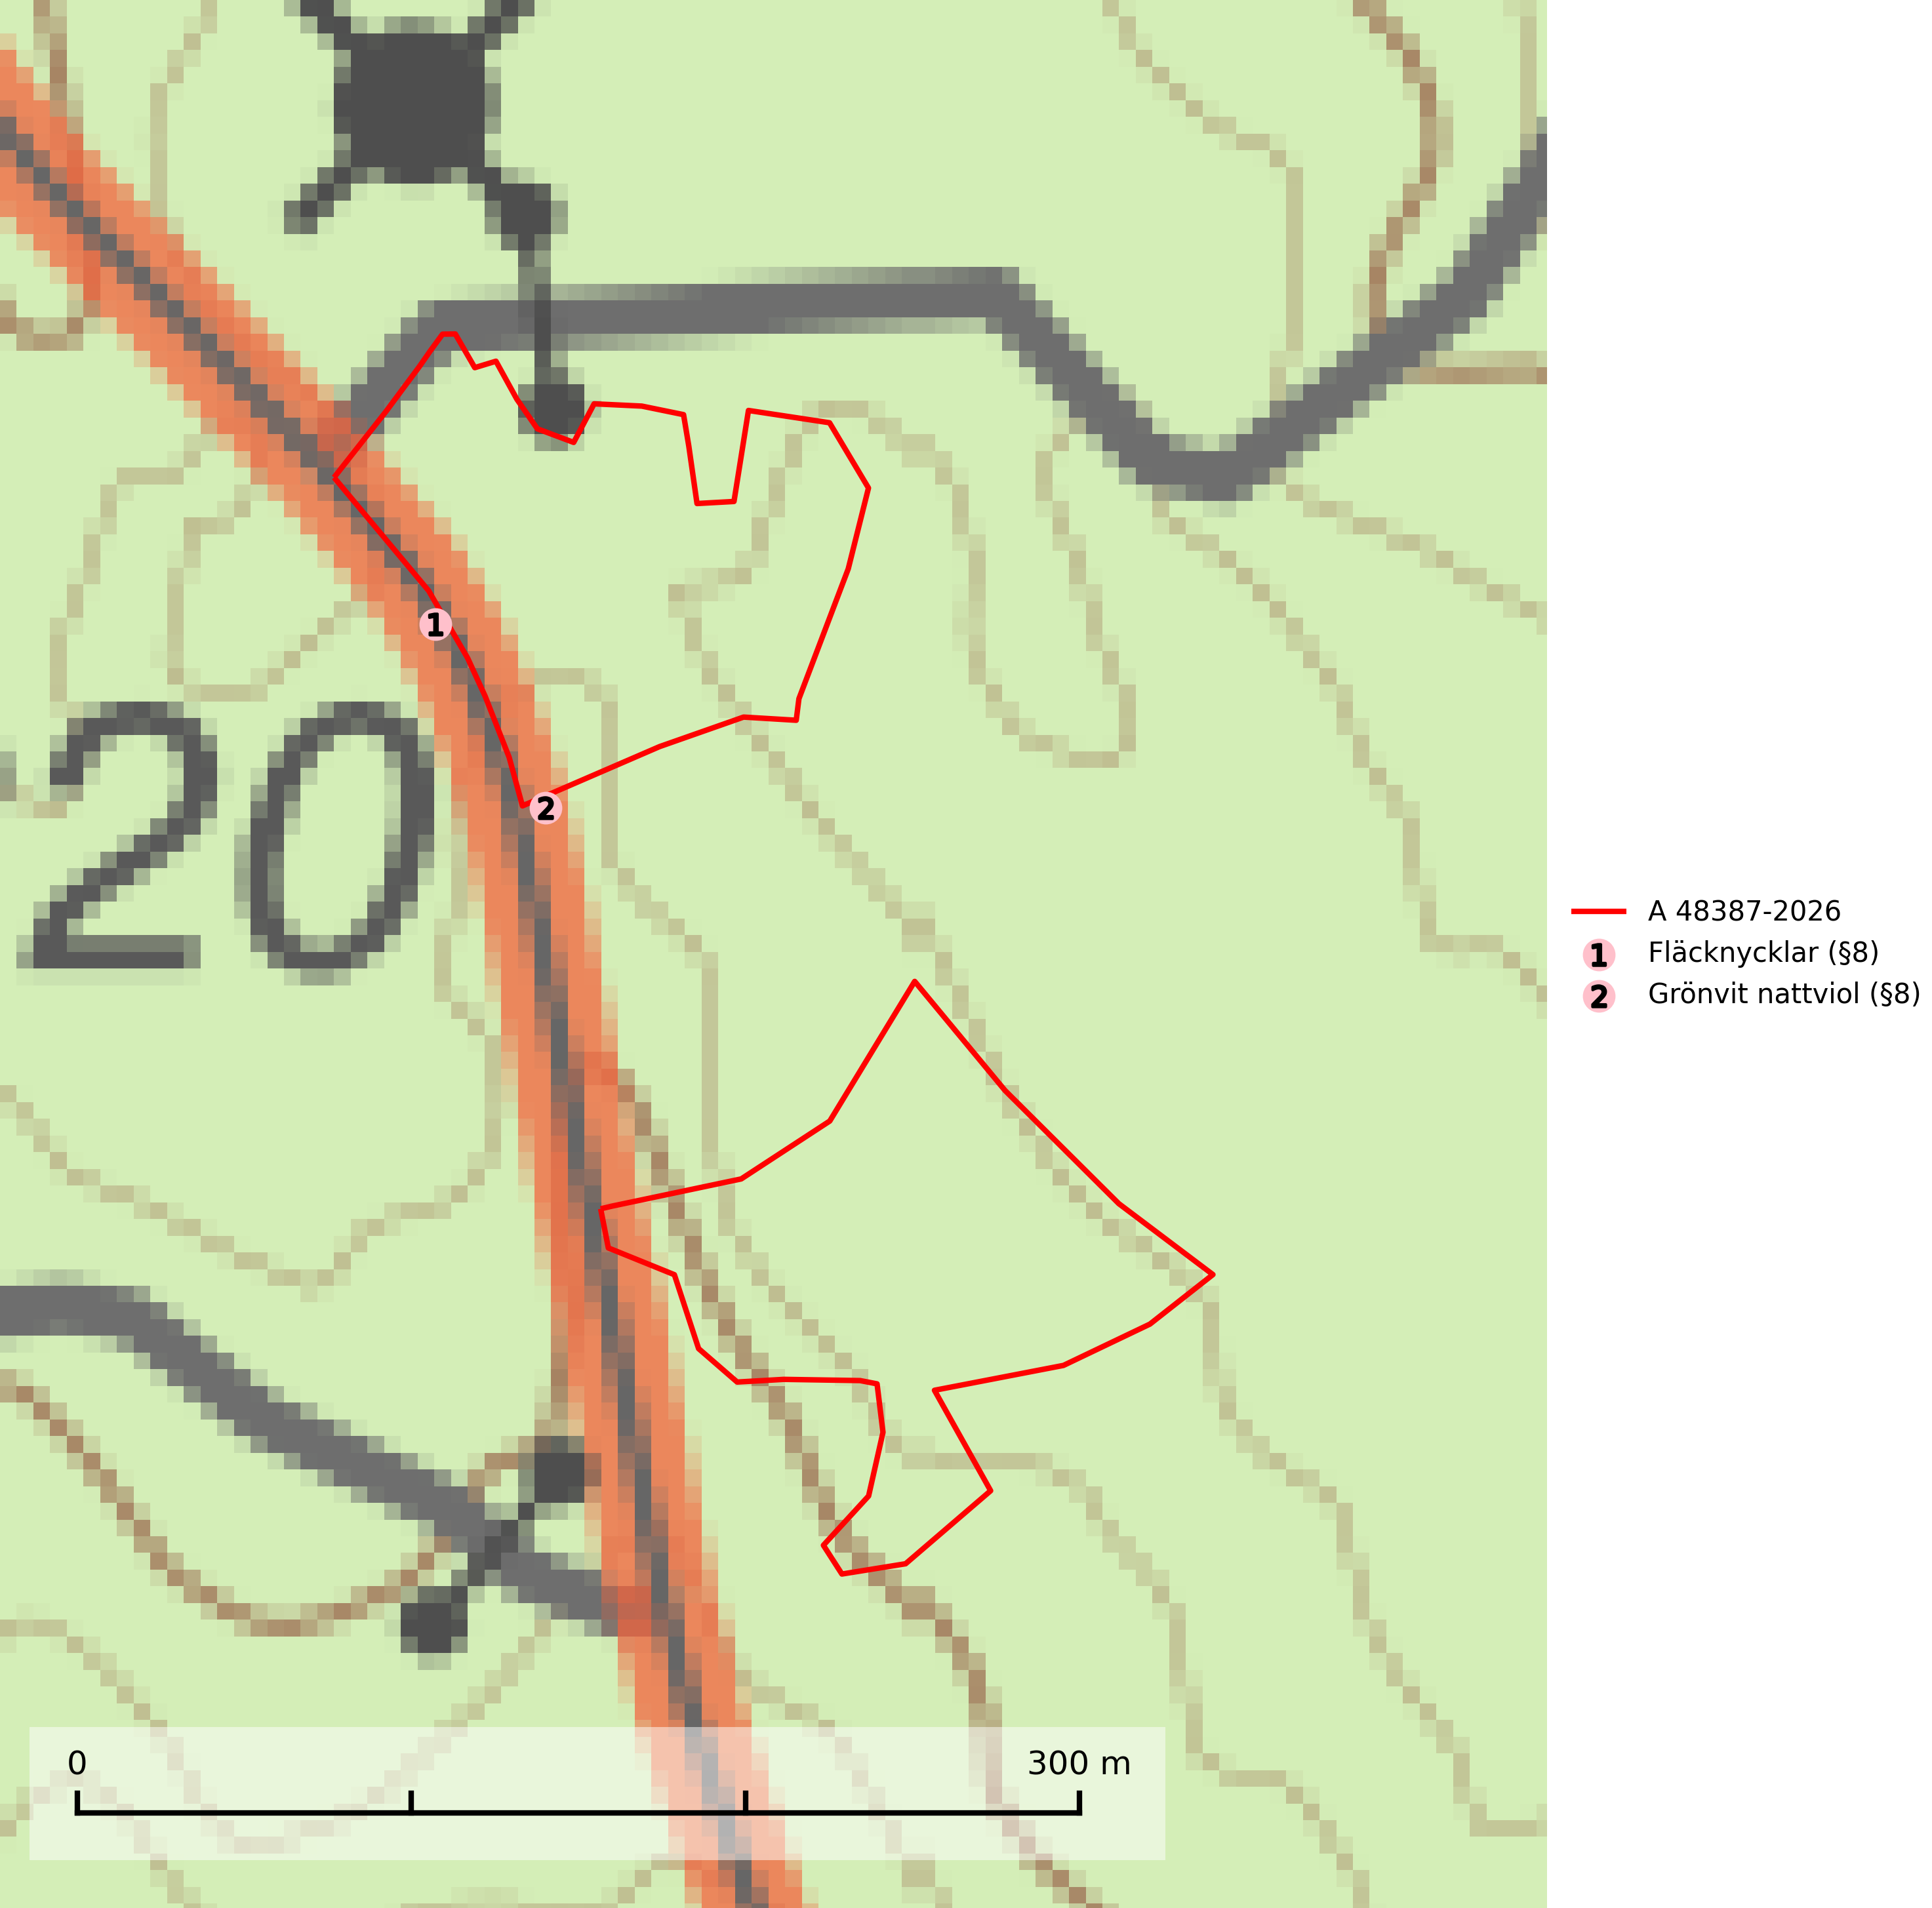 1
20
2
A 48387-2026
1 Fläcknycklar (§8)
2 Grönvit nattviol (§8)
0 300 m